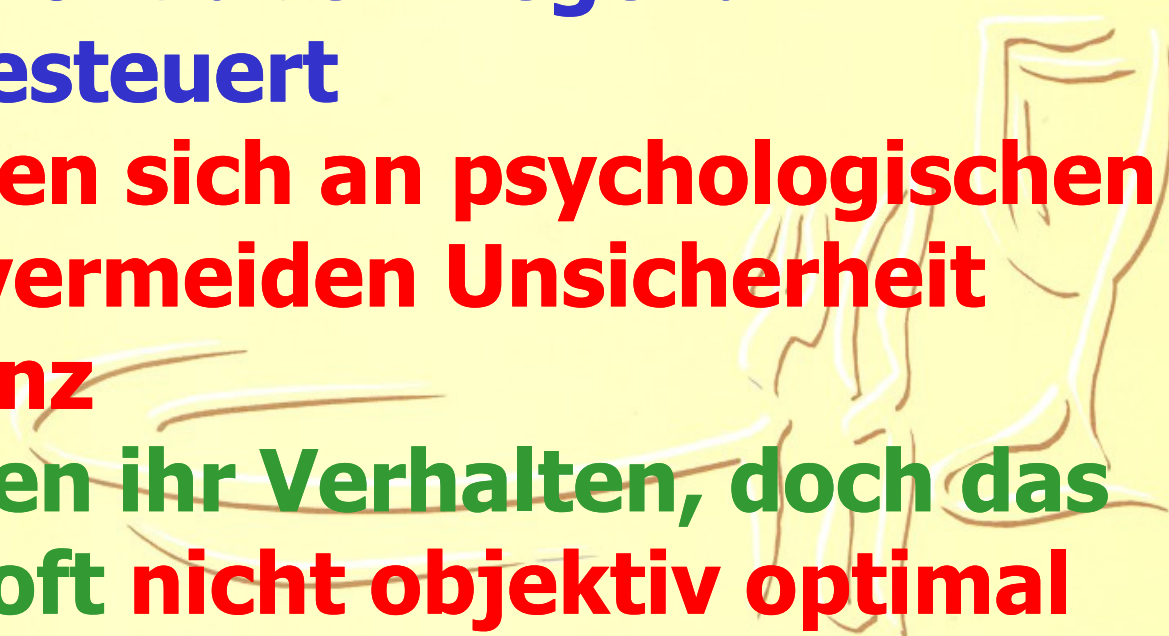 esteuert
en sich an psychologischen
vermeiden Unsicherheit
nz
en ihr Verhalten, doch das
oft nicht objektiv optimal